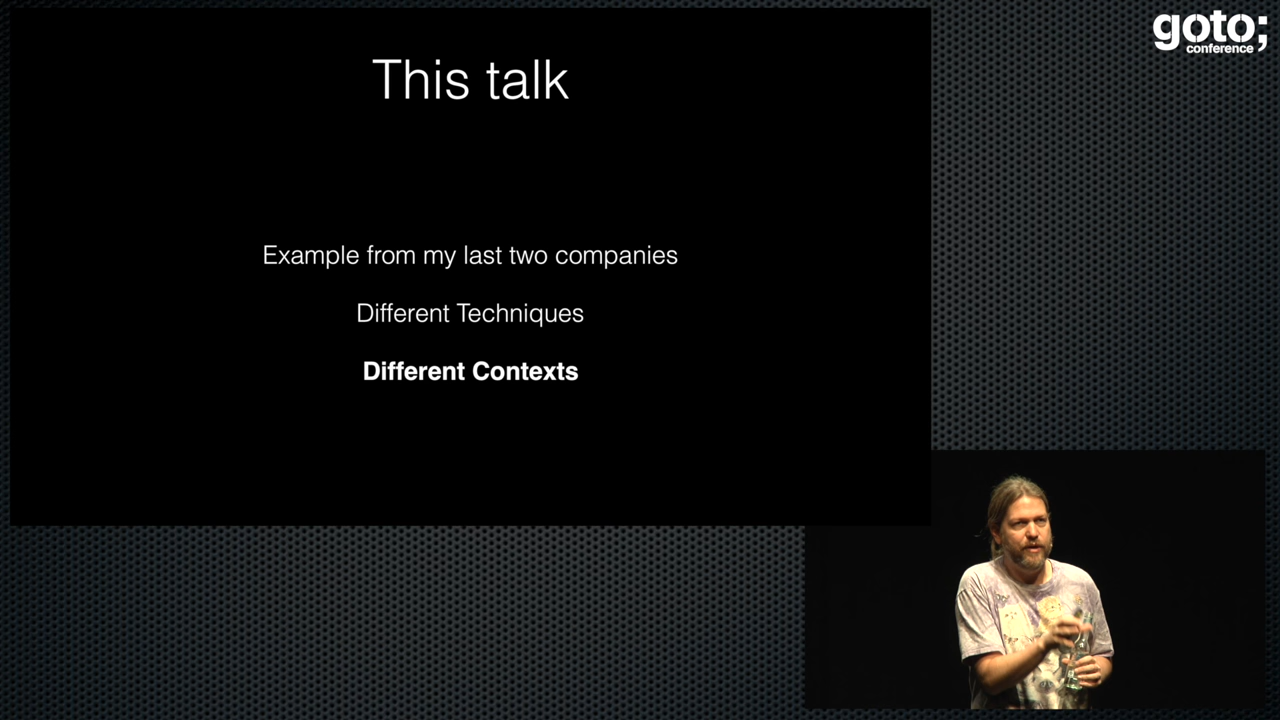 goto;
conference
This talk
Example from my last two companies
Different Techniques
Different Contexts